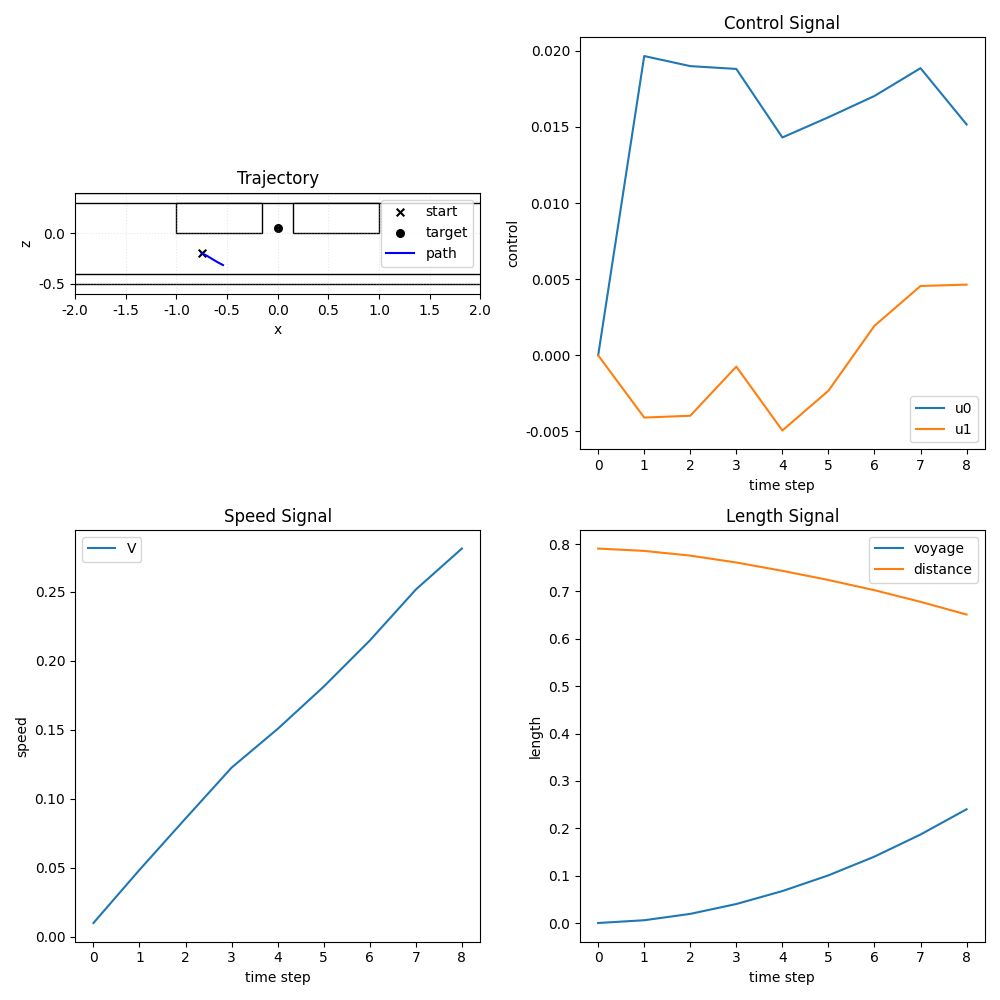 Trajectory
start
target
path
0.0
-0.5
z
-2.0 -1.5 -1.0 -0.5 0.0 0.5 1.0 1.5 2.0
x
Control Signal
0.020
0.015
0.010
0.005
0.000
-0.005
control
u0
u1
0 1 2 3 4 5 6 7 8
time step
Speed Signal
V
0.25
0.20
0.15
0.10
0.05
0.00
speed
0 1 2 3 4 5 6 7 8
time step
Length Signal
voyage
distance
0.8
0.7
0.6
0.5
0.4
0.3
0.2
0.1
0.0
length
0 1 2 3 4 5 6 7 8
time step